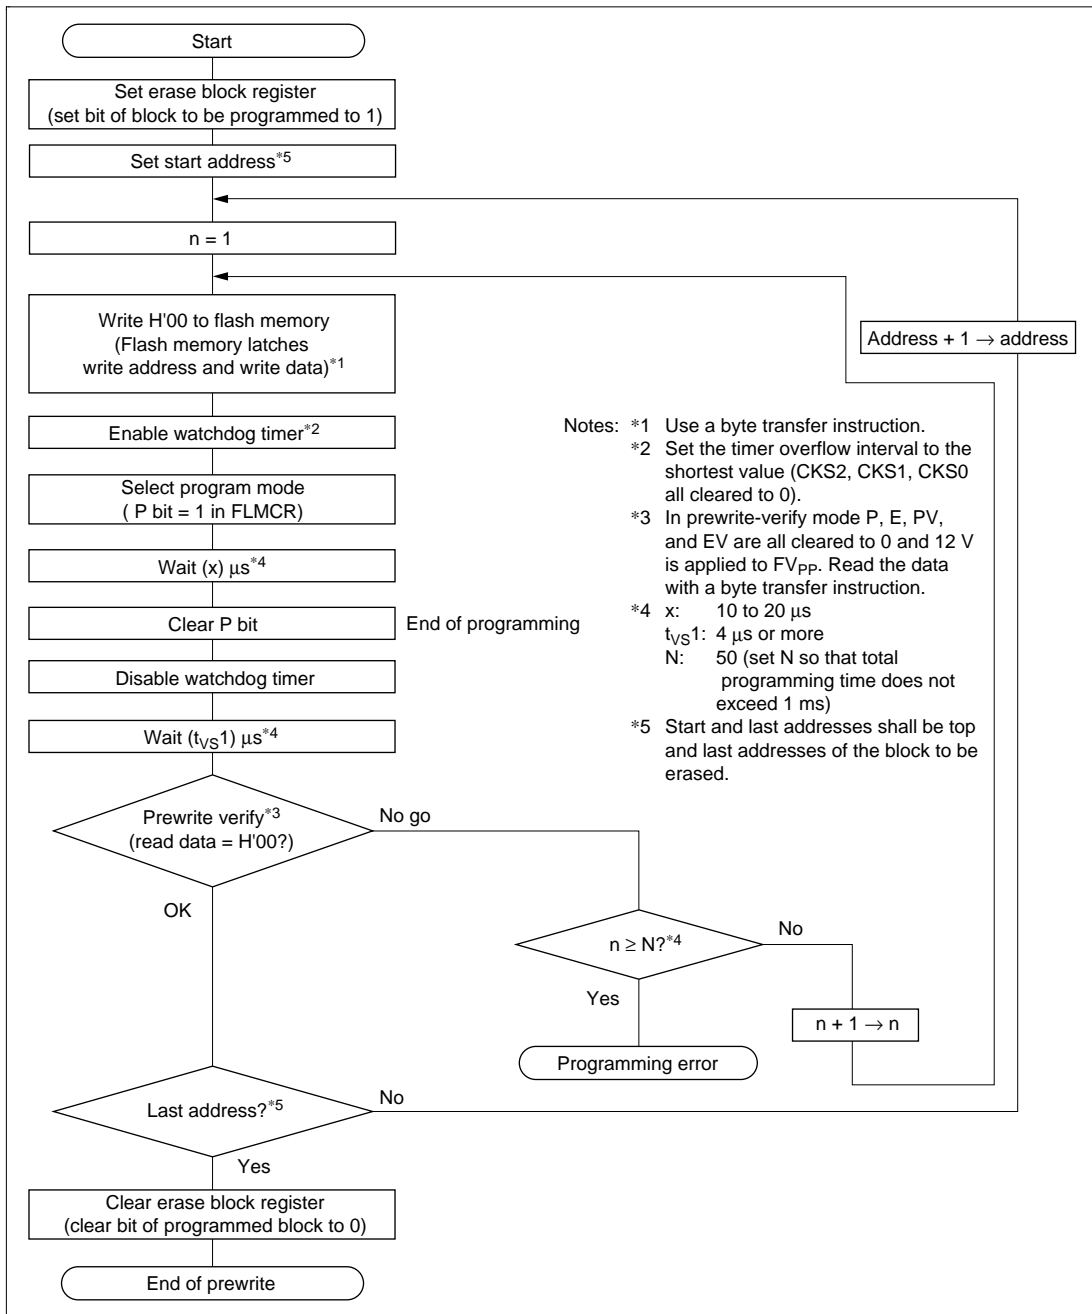 Start
Set erase block register
(set bit of block to be programmed to 1)
Set start address*5
n = 1
Write H'00 to flash memory
(Flash memory latches
write address and write data)*1
Address + 1 → address
Enable watchdog timer*2
Select program mode
( P bit = 1 in FLMCR)
Wait (x) μs*4
Clear P bit
End of programming
Disable watchdog timer
Wait (tVS1) μs*4
Notes: *1 Use a byte transfer instruction.
*2 Set the timer overflow interval to the
shortest value (CKS2, CKS1, CKS0
all cleared to 0).
*3 In prewrite-verify mode P, E, PV,
and EV are all cleared to 0 and 12 V
is applied to FVPP. Read the data
with a byte transfer instruction.
*4 x: 10 to 20 μs
tVS1: 4 μs or more
N: 50 (set N so that total
programming time does not
exceed 1 ms)
*5 Start and last addresses shall be top
and last addresses of the block to be
erased.
Prewrite verify*3
(read data = H'00?)
No go
OK
n ≥ N?*4
No
Yes
n + 1 → n
Programming error
Last address?*5
No
Yes
Clear erase block register
(clear bit of programmed block to 0)
End of prewrite